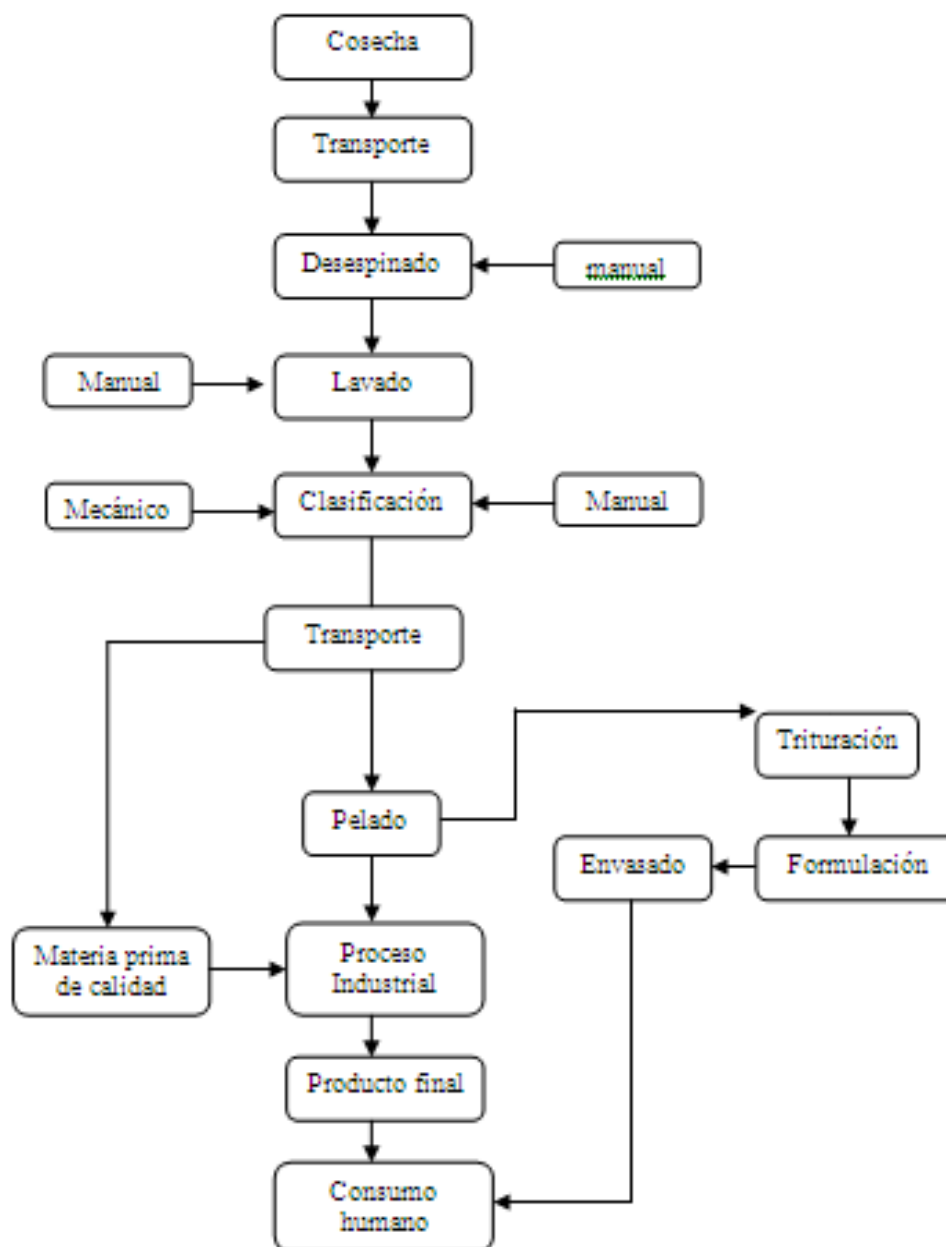 Cosecha
Transporte
Desespinado
manual
Manual
Lavado
Mecánico
Clasificación
Manual
Transporte
Trituración
Pelado
Envasado
Formulación
Materia prima
de calidad
Proceso
Industrial
Producto final
Consumo
humano